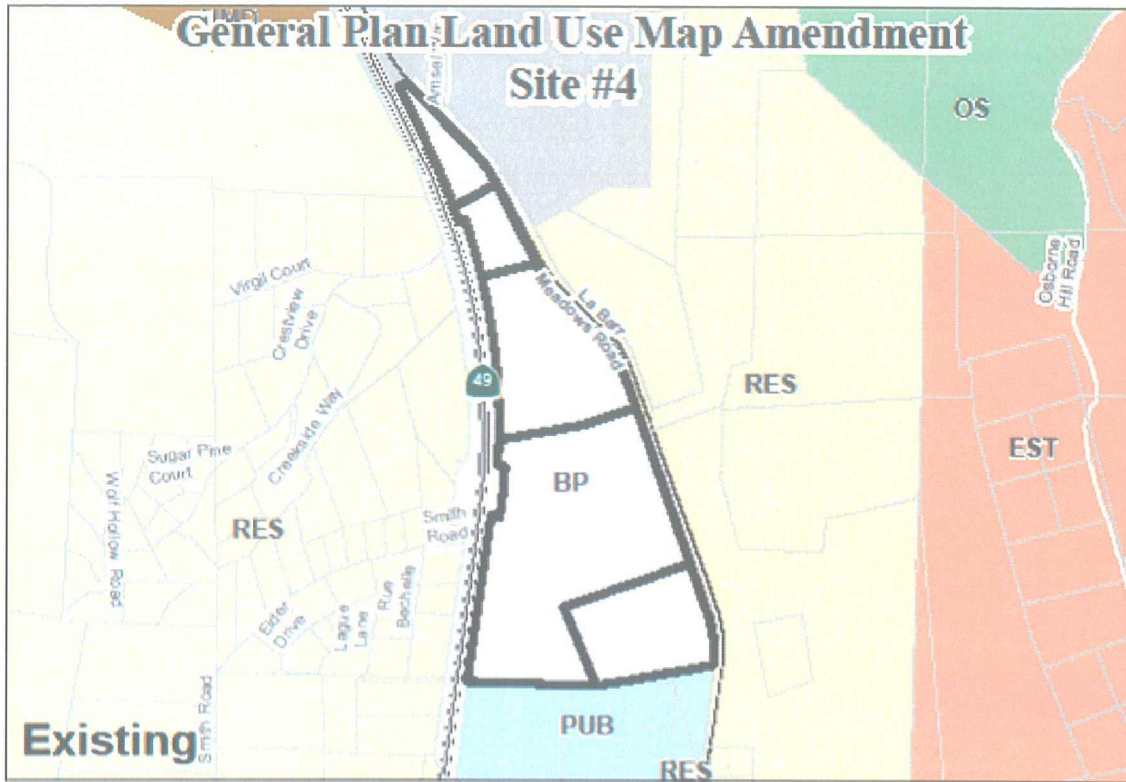 General Plan Land Use Map Amendment
Site #4
OS
Osborne
Hill Road
Virgil Court
Crestview
Drive
La Barr
Meadows Road
49
RES
Creekside Way
Sugar Pine
Court
EST
Wolf Hollow Road
BP
RES
Smith
Road
Elder
Drive
Lague
Lane
Rue
Bechelle
Smith Road
PUB
Existing
RES